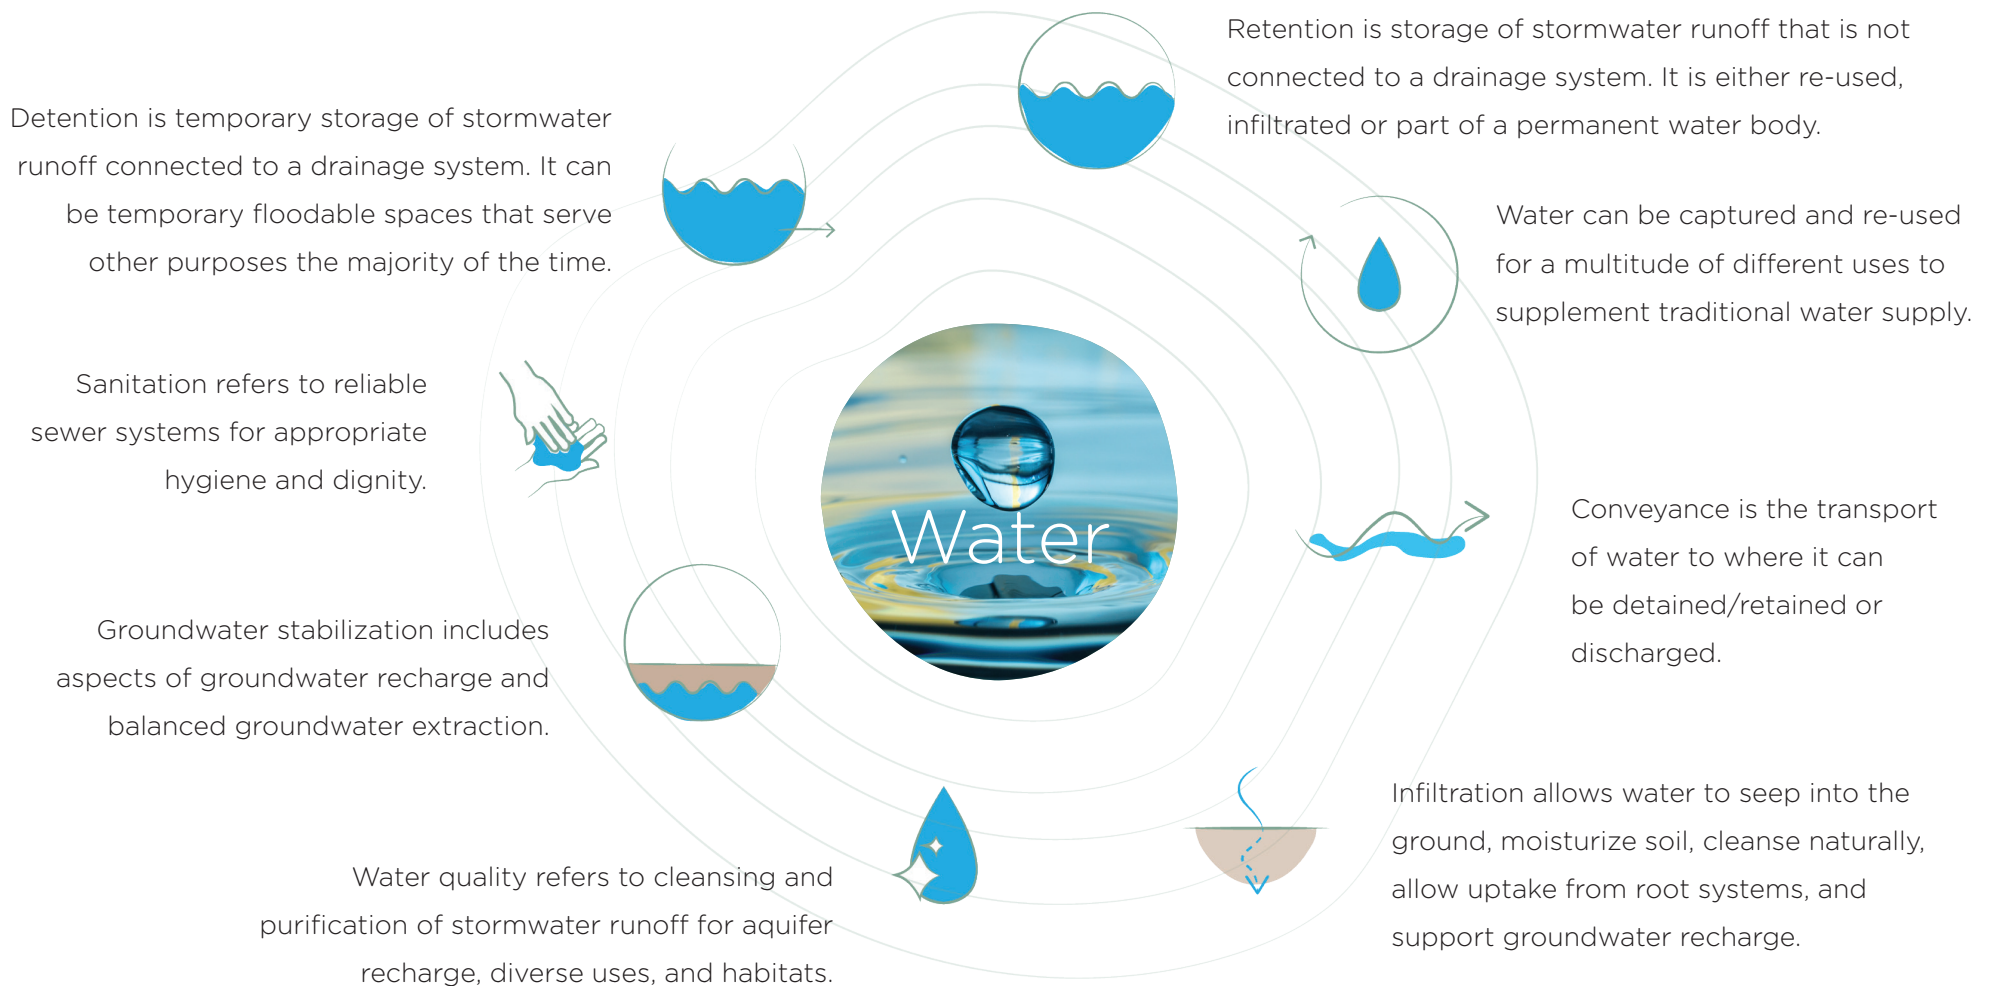 Retention is storage of stormwater runoff that is not
connected to a drainage system. It is either re-used,
infiltrated or part of a permanent water body.
Detention is temporary storage of stormwater
runoff connected to a drainage system. It can
be temporary floodable spaces that serve
other purposes the majority of the time.
Water can be captured and re-used
for a multitude of different uses to
supplement traditional water supply.
Sanitation refers to reliable
sewer systems for appropriate
hygiene and dignity.
Water
Conveyance is the transport
of water to where it can
be detained/retained or
discharged.
Groundwater stabilization includes
aspects of groundwater recharge and
balanced groundwater extraction.
Infiltration allows water to seep into the
ground, moisturize soil, cleanse naturally,
allow uptake from root systems, and
support groundwater recharge.
Water quality refers to cleansing and
purification of stormwater runoff for aquifer
recharge, diverse uses, and habitats.